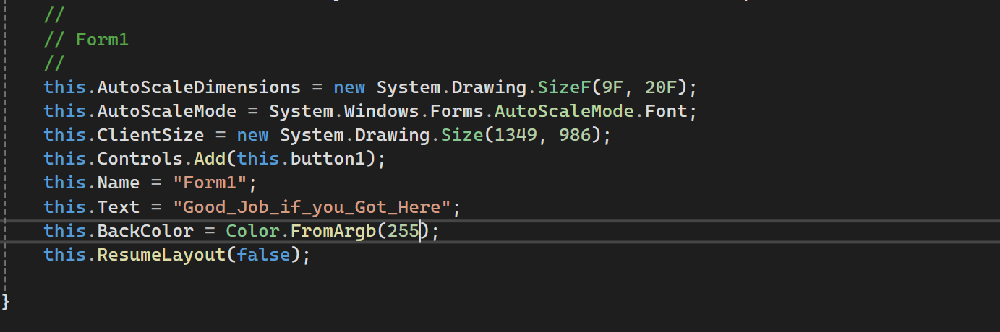 //
// Form1
//
this.AutoScaleDimensions = new System.Drawing.SizeF(9F, 20F);
this.AutoScaleMode = System.Windows.Forms.AutoScaleMode.Font;
this.ClientSize = new System.Drawing.Size(1349, 986);
this.Controls.Add(this.button1);
this.Name = "Form1";
this.Text = "Good_Job_if_you_Got_Here";
this.BackColor = Color.FromArgb(255);
this.ResumeLayout(false);
}